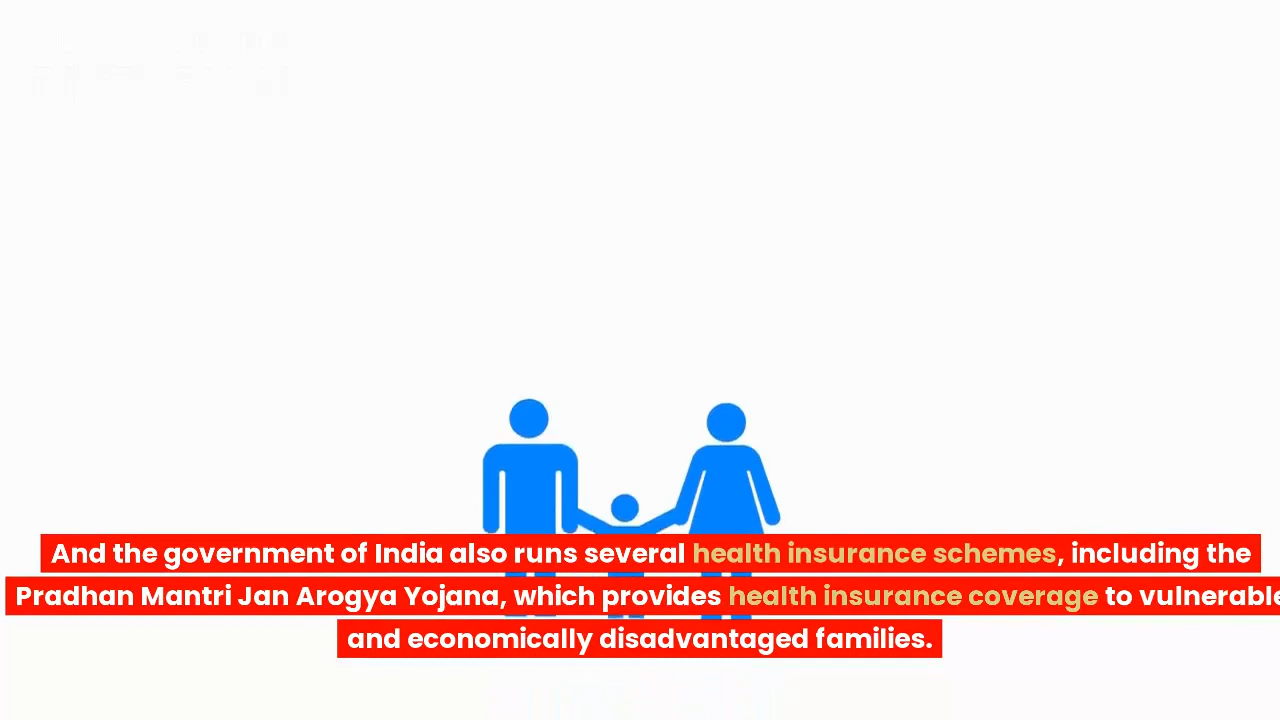 And the government of India also runs several health insurance schemes, including the
Pradhan Mantri Jan Arogya Yojana, which provides health insurance coverage to vulnerable
and economically disadvantaged families.